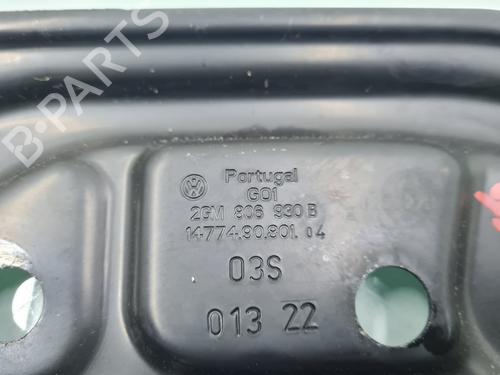 B-PARTS
Portugal
G01
2GM 806 930 B
14774.90.801.04
03S
013 22